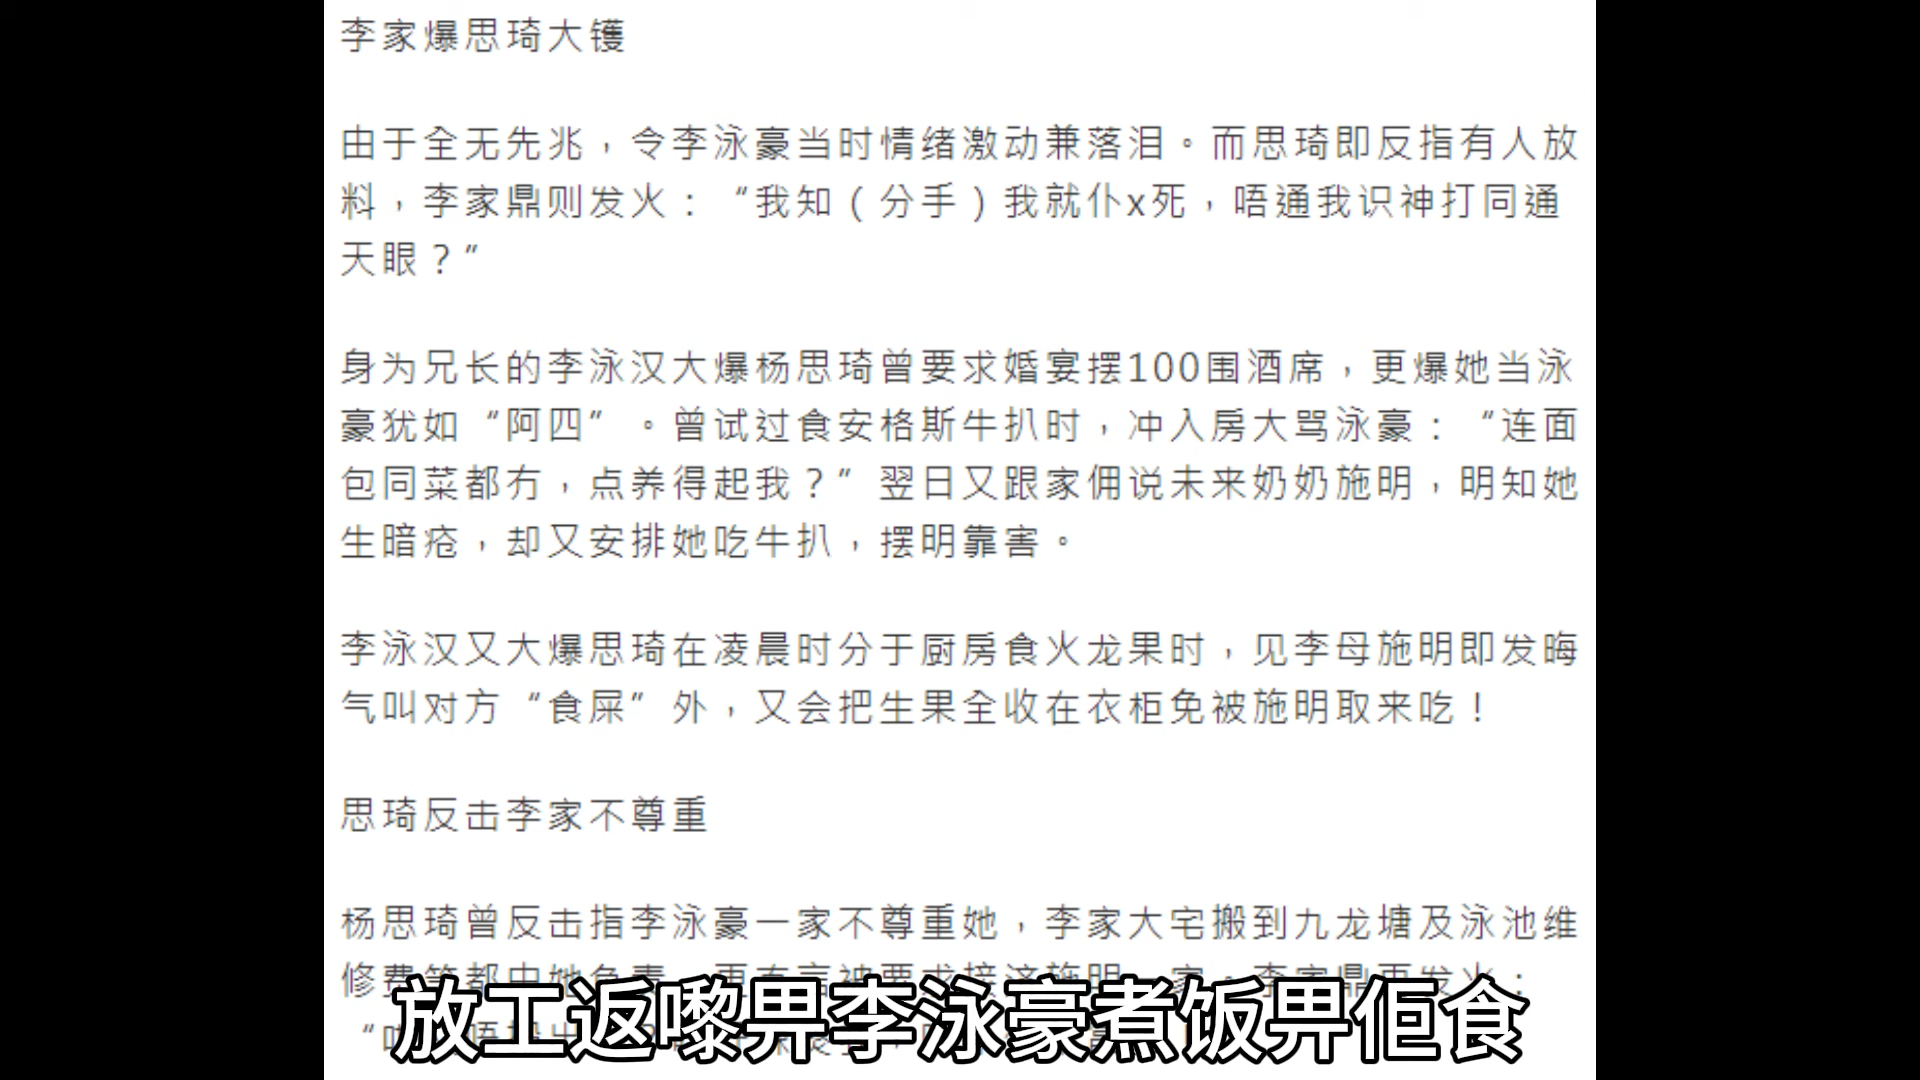 李家爆思琦大镬
由于全无先兆，令李泳豪当时情绪激动兼落泪。而思琦即反指有人放
料，李家鼎则发火：“我知（分手）我就仆x死，唔通我识神打同通
天眼？”
身为兄长的李泳汉大爆杨思琦曾要求婚宴摆100围酒席，更爆她当泳
豪犹如“阿四”。曾试过食安格斯牛扒时，冲入房大骂泳豪：“连面
包同菜都冇，点养得起我？”翌日又跟家佣说未来奶奶施明，明知她
生暗疮，却又安排她吃牛扒，摆明靠害。
李泳汉又大爆思琦在凌晨时分于厨房食火龙果时，见李母施明即发晦
气叫对方“食屎”外，又会把生果全收在衣柜免被施明取来吃！
思琦反击李家不尊重
杨思琦曾反击指李泳豪一家不尊重她，李家大宅搬到九龙塘及泳池维
修费
放工返嚟畀李泳豪煮饭畀佢食